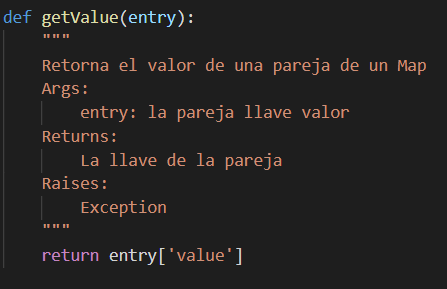 def getValue(entry):
"""
Retorna el valor de una pareja de un Map
Args:
entry: la pareja llave valor
Returns:
La llave de la pareja
Raises:
Exception
"""
return entry['value']